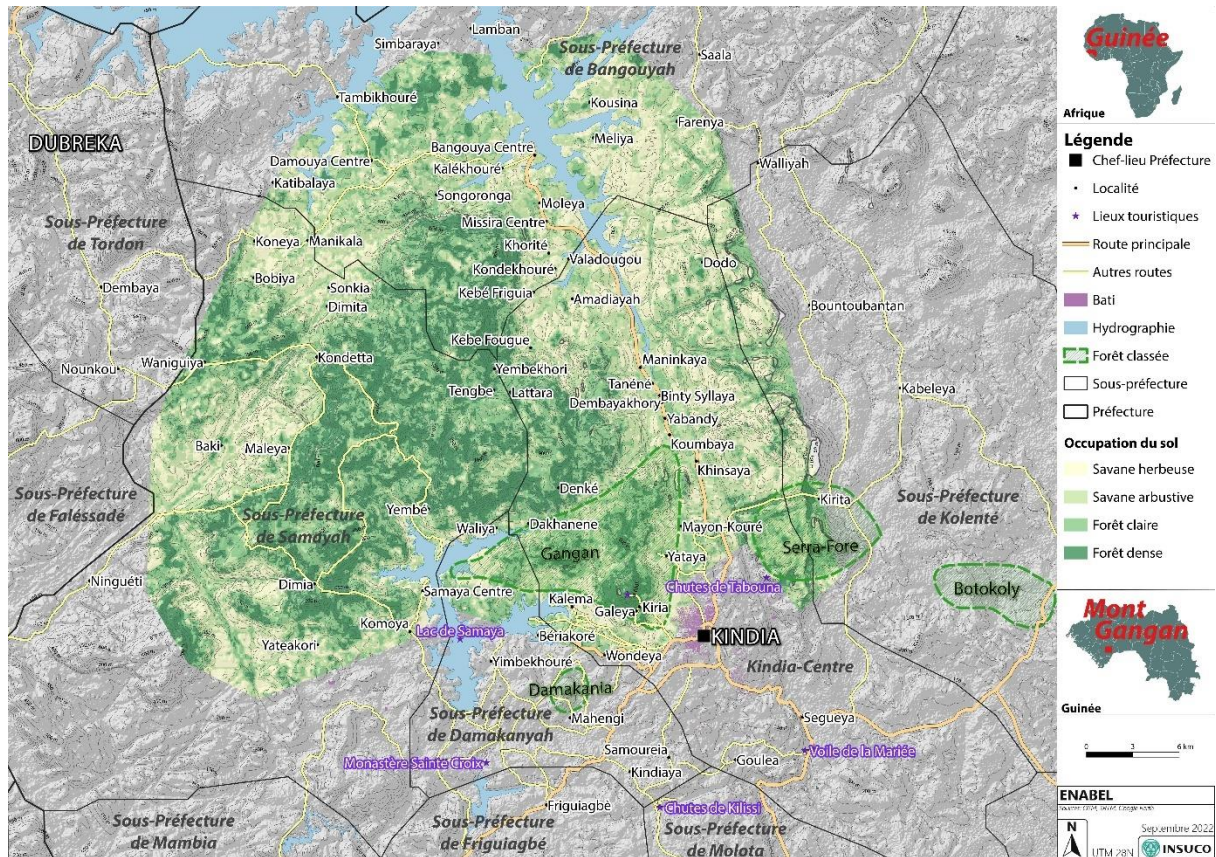 Lamban
Simbaraya
Sous-Préfecture
de Bangouyah
Saala
Kousina
Tambikhouré
Farenya
DUBREKA
Meliya
Bangouya Centre
Damouya Centre
Walliyah
Kalékhouré
Katibalaya
Songoronga
Moleya
Sous-Préfecture
de Tordon
Missira Centre
Koneya
Manikala
Khorité
Valadougou
Dodo
Kondekhouré
Bobiya
Sonkia
Dembaya
Kebé Friguia
Amadiayah
Bountoubantan
Dimita
Kebe Fougue
Waniguiya
Kondetta
Maninkaya
Nounkou
Yembekhori
Tanéné
Kabeleya
Tengbe
Lattara
Binty Syllaya
Dembayakhory
Yabandy
Baki
Maleya
Koumbaya
Khinsaya
Sous-Préfecture
de Faléssadé
Denké
Kirita
Sous-Préfecture
de Kolenté
Sous-Préfecture
de Samayah
Yembé
Waliya
Dakhanene
Mayon-Kouré
Gangan
Serra-Fore
Yataya
Ninguéti
Dimia
Chutes de Tabouna
Botokoly
Samaya Centre
Kalema
Galeya
Kiria
Komoya
Lac de Samaya
Bériakoré
KINDIA
Yateakori
Wondeya
Yimbekhouré
Kindia-Centre
Damakania
Sous-Préfecture
de Damakanyah
Mahengi
Segueya
Samoureia
Voile de la Mariée
Monastère Sainte Croix
Goulea
Kindiaya
Friguiagbé
Chutes de Kilissi
Sous-Préfecture
de Mambia
Sous-Préfecture
de Friguiagbé
Sous-Préfecture
de Molota
Guinée
Afrique
Légende
Chef-lieu Préfecture
Localité
Lieux touristiques
Route principale
Autres routes
Bati
Hydrographie
Forêt classée
Sous-préfecture
Préfecture
Occupation du sol
Savane herbeuse
Savane arbustive
Forêt claire
Forêt dense
Mont
Gangan
Guinée
0 3 6 km
ENABEL
N
Septembre 2022
UTM 28N
INSUCO